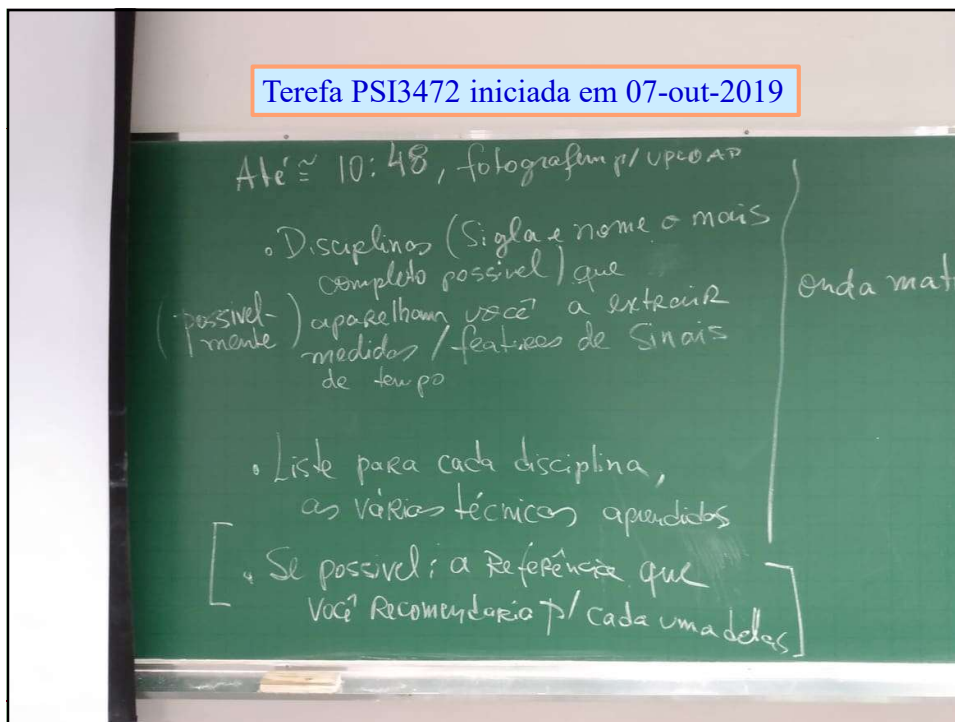 Terefa PSI3472 iniciada em 07-out-2019
Até ≅ 10:48, fotografem p/ UPLOAD
• Disciplinas (Sigla e nome o mais
completo possível) que
(possivel-
mente)
aparelham você a extrair
medidas / features de Sinais
de tempo
• Liste para cada disciplina,
as várias técnicas aprendidas
[• Se possível: a Referência que
você Recomendaria p/ cada uma delas]
onda mat